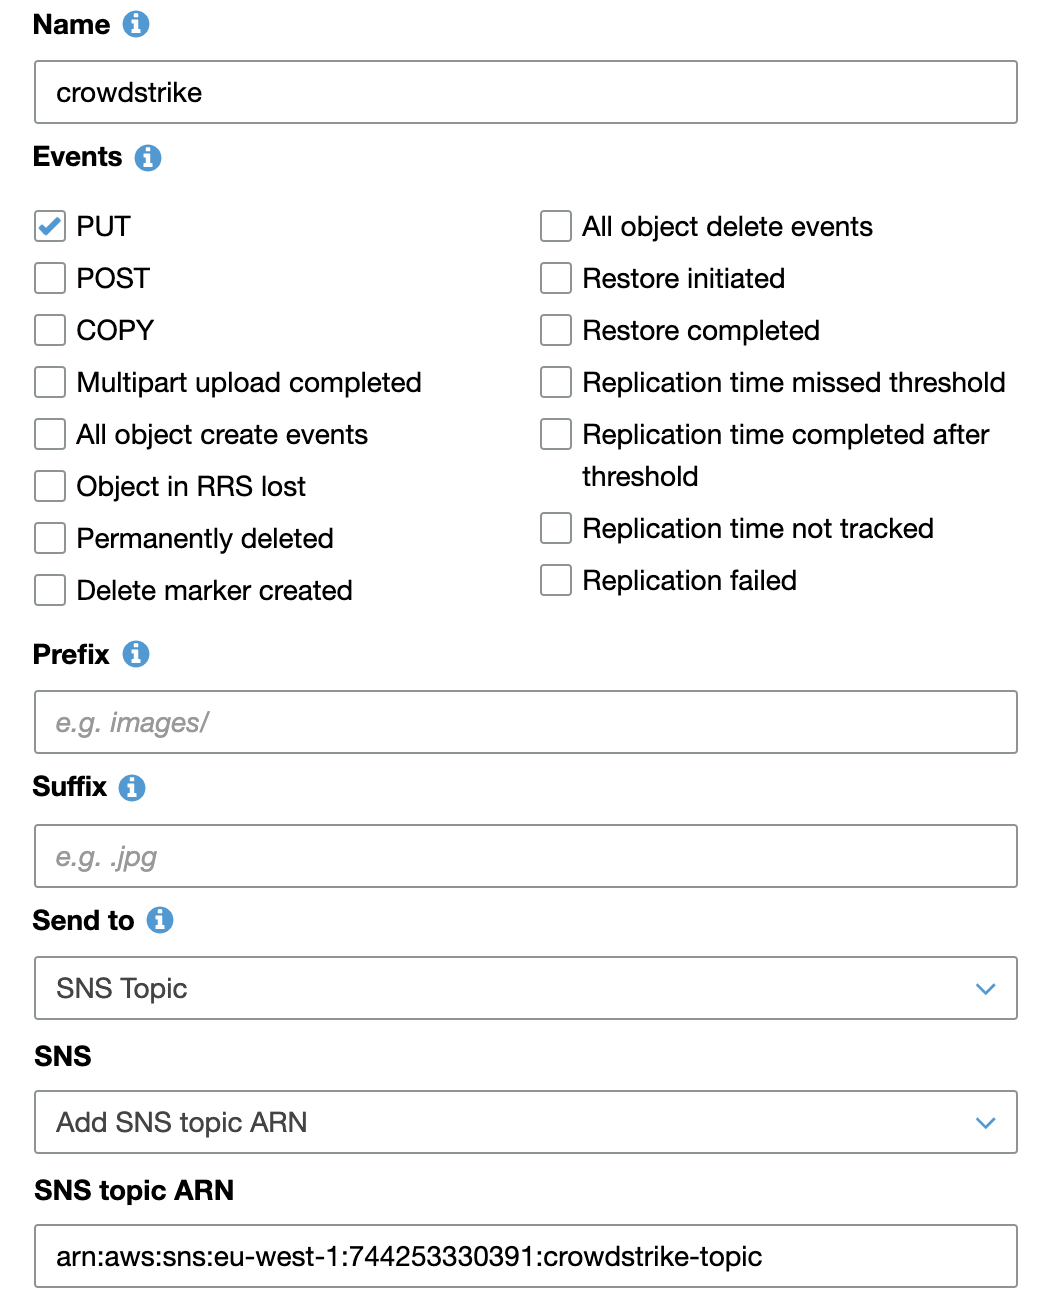 Name
crowdstrike
Events
PUT
POST
COPY
Multipart upload completed
All object create events
Object in RRS lost
Permanently deleted
Delete marker created
All object delete events
Restore initiated
Restore completed
Replication time missed threshold
Replication time completed after
threshold
Replication time not tracked
Replication failed
Prefix
e.g. images/
Suffix
e.g. .jpg
Send to
SNS Topic
SNS
Add SNS topic ARN
SNS topic ARN
arn:aws:sns:eu-west-1:744253330391:crowdstrike-topic